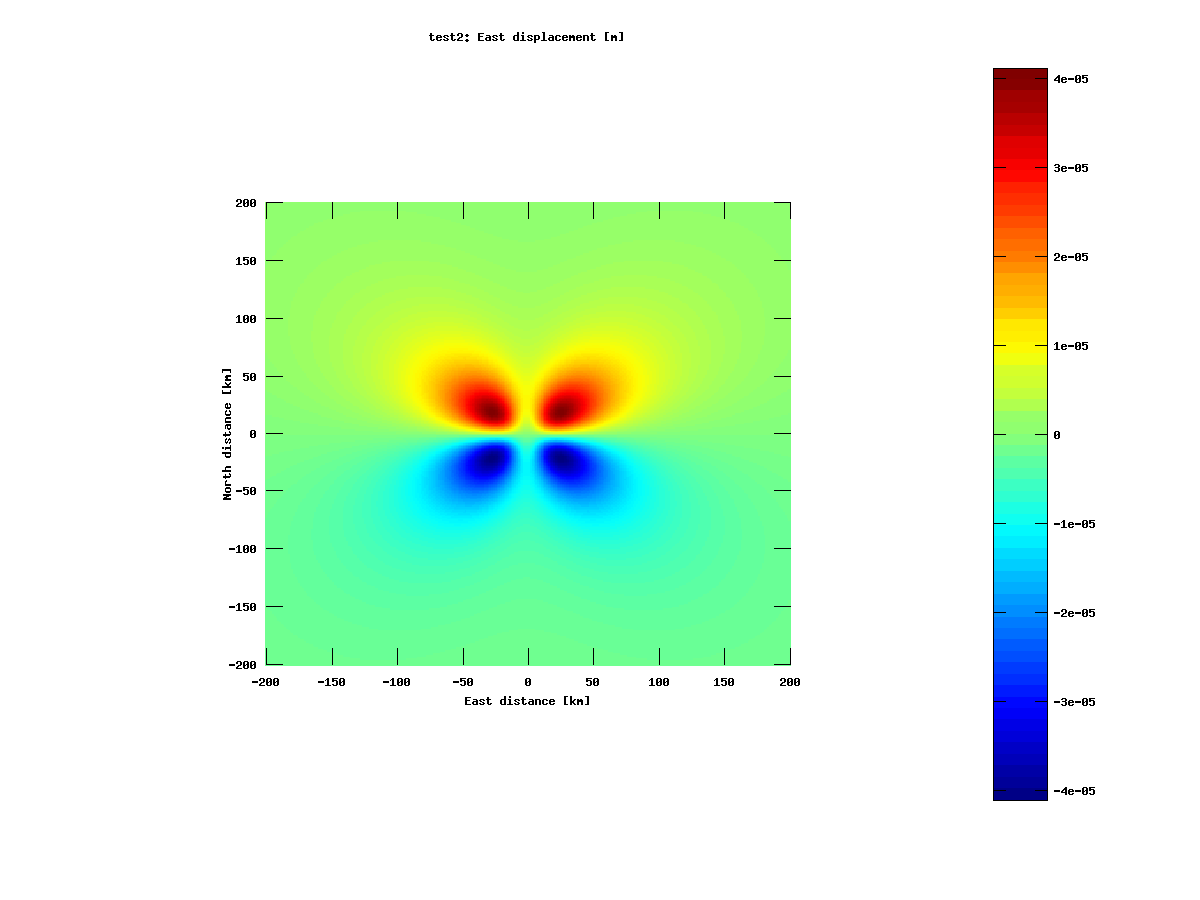 test2: East displacement [m]
4e-05
3e-05
2e-05
1e-05
0
-1e-05
-2e-05
-3e-05
-4e-05
200
150
100
50
0
-50
-100
-150
-200
North distance [km]
-200 -150 -100 -50 0 50 100 150 200
East distance [km]